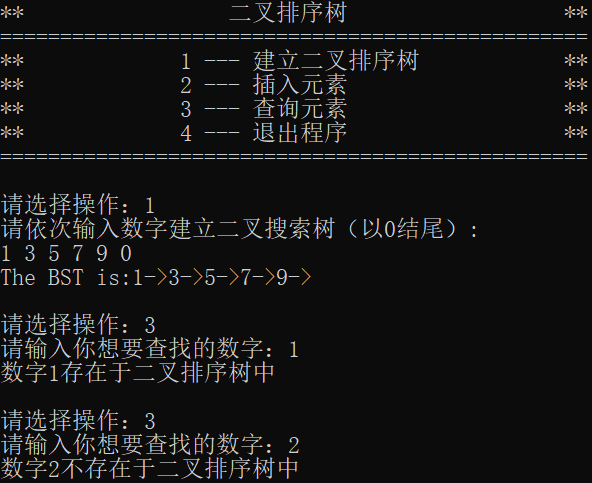 **                 二叉排序树                  **
=================================================
**             1 --- 建立二叉排序树            **
**             2 --- 插入元素                  **
**             3 --- 查询元素                  **
**             4 --- 退出程序                  **
=================================================
请选择操作：1
请依次输入数字建立二叉搜索树（以0结尾）：
1 3 5 7 9 0
The BST is:1->3->5->7->9->
请选择操作：3
请输入你想要查找的数字：1
数字1存在于二叉排序树中
请选择操作：3
请输入你想要查找的数字：2
数字2不存在于二叉排序树中